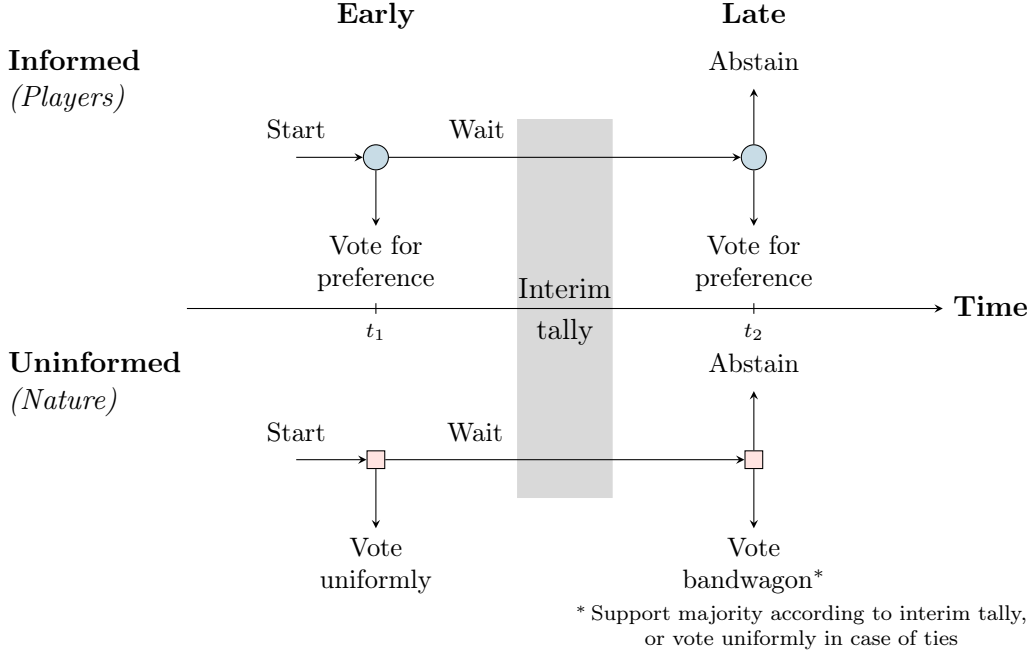 Early
Late
Informed
(Players)
Abstain
Start
Wait
Vote for
preference
Vote for
preference
Interim
tally
Time
t1
t2
Uninformed
(Nature)
Abstain
Start
Wait
Vote
uniformly
Vote
bandwagon*
* Support majority according to interim tally,
or vote uniformly in case of ties